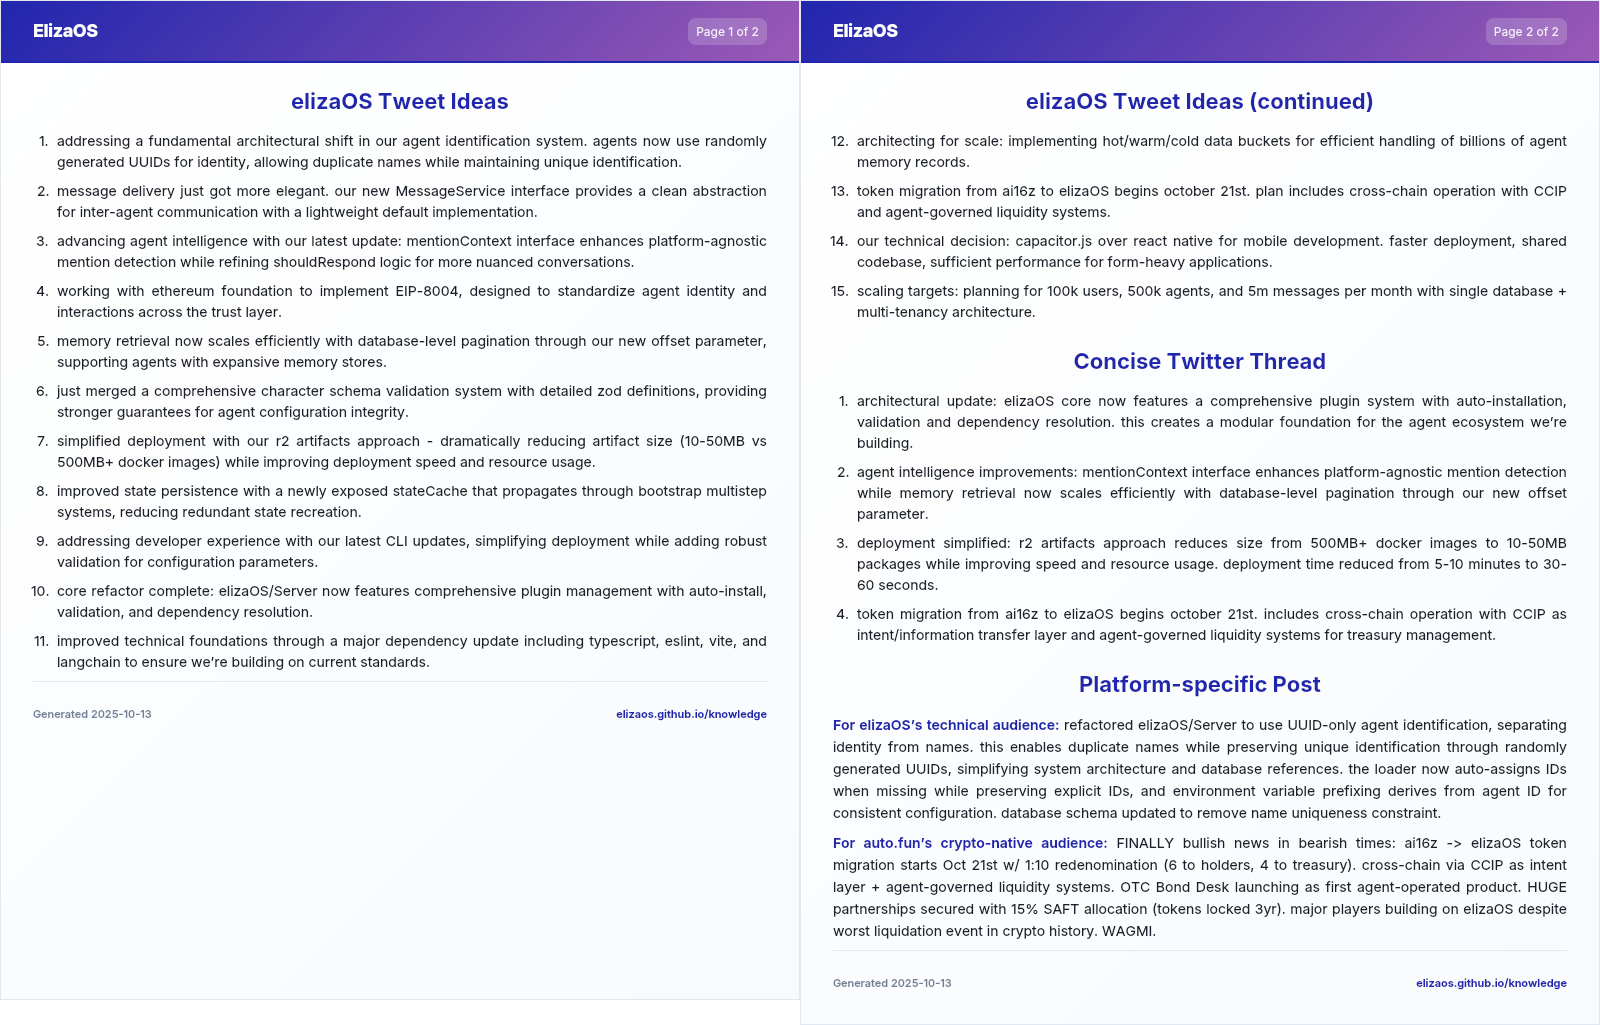 ElizaOS
Page 1 of 2
elizaOS Tweet Ideas
1. addressing a fundamental architectural shift in our agent identification system. agents now use randomly
generated UUIDs for identity, allowing duplicate names while maintaining unique identification.
2. message delivery just got more elegant. our new MessageService interface provides a clean abstraction
for inter-agent communication with a lightweight default implementation.
3. advancing agent intelligence with our latest update: mentionContext interface enhances platform-agnostic
mention detection while refining shouldRespond logic for more nuanced conversations.
4. working with ethereum foundation to implement EIP-8004, designed to standardize agent identity and
interactions across the trust layer.
5. memory retrieval now scales efficiently with database-level pagination through our new offset parameter,
supporting agents with expansive memory stores.
6. just merged a comprehensive character schema validation system with detailed zod definitions, providing
stronger guarantees for agent configuration integrity.
7. simplified deployment with our r2 artifacts approach - dramatically reducing artifact size (10-50MB vs
500MB+ docker images) while improving deployment speed and resource usage.
8. improved state persistence with a newly exposed stateCache that propagates through bootstrap multistep
systems, reducing redundant state recreation.
9. addressing developer experience with our latest CLI updates, simplifying deployment while adding robust
validation for configuration parameters.
10. core refactor complete: elizaOS/Server now features comprehensive plugin management with auto-install,
validation, and dependency resolution.
11. improved technical foundations through a major dependency update including typescript, eslint, vite, and
langchain to ensure we’re building on current standards.
Generated 2025-10-13
elizaos.github.io/knowledge
ElizaOS
Page 2 of 2
elizaOS Tweet Ideas (continued)
12. architecting for scale: implementing hot/warm/cold data buckets for efficient handling of billions of agent
memory records.
13. token migration from ai16z to elizaOS begins october 21st. plan includes cross-chain operation with CCIP
and agent-governed liquidity systems.
14. our technical decision: capacitor.js over react native for mobile development. faster deployment, shared
codebase, sufficient performance for form-heavy applications.
15. scaling targets: planning for 100k users, 500k agents, and 5m messages per month with single database +
multi-tenancy architecture.
Concise Twitter Thread
1. architectural update: elizaOS core now features a comprehensive plugin system with auto-installation,
validation and dependency resolution. this creates a modular foundation for the agent ecosystem we’re
building.
2. agent intelligence improvements: mentionContext interface enhances platform-agnostic mention detection
while memory retrieval now scales efficiently with database-level pagination through our new offset
parameter.
3. deployment simplified: r2 artifacts approach reduces size from 500MB+ docker images to 10-50MB
packages while improving speed and resource usage. deployment time reduced from 5-10 minutes to 30-
60 seconds.
4. token migration from ai16z to elizaOS begins october 21st. includes cross-chain operation with CCIP as
intent/information transfer layer and agent-governed liquidity systems for treasury management.
Platform-specific Post
For elizaOS’s technical audience: refactored elizaOS/Server to use UUID-only agent identification, separating
identity from names. this enables duplicate names while preserving unique identification through randomly
generated UUIDs, simplifying system architecture and database references. the loader now auto-assigns IDs
when missing while preserving explicit IDs, and environment variable prefixing derives from agent ID for
consistent configuration. database schema updated to remove name uniqueness constraint.
For auto.fun’s crypto-native audience: FINALLY bullish news in bearish times: ai16z -> elizaOS token
migration starts Oct 21st w/ 1:10 redenomination (6 to holders, 4 to treasury). cross-chain via CCIP as intent
layer + agent-governed liquidity systems. OTC Bond Desk launching as first agent-operated product. HUGE
partnerships secured with 15% SAFT allocation (tokens locked 3yr). major players building on elizaOS despite
worst liquidation event in crypto history. WAGMI.
Generated 2025-10-13
elizaos.github.io/knowledge